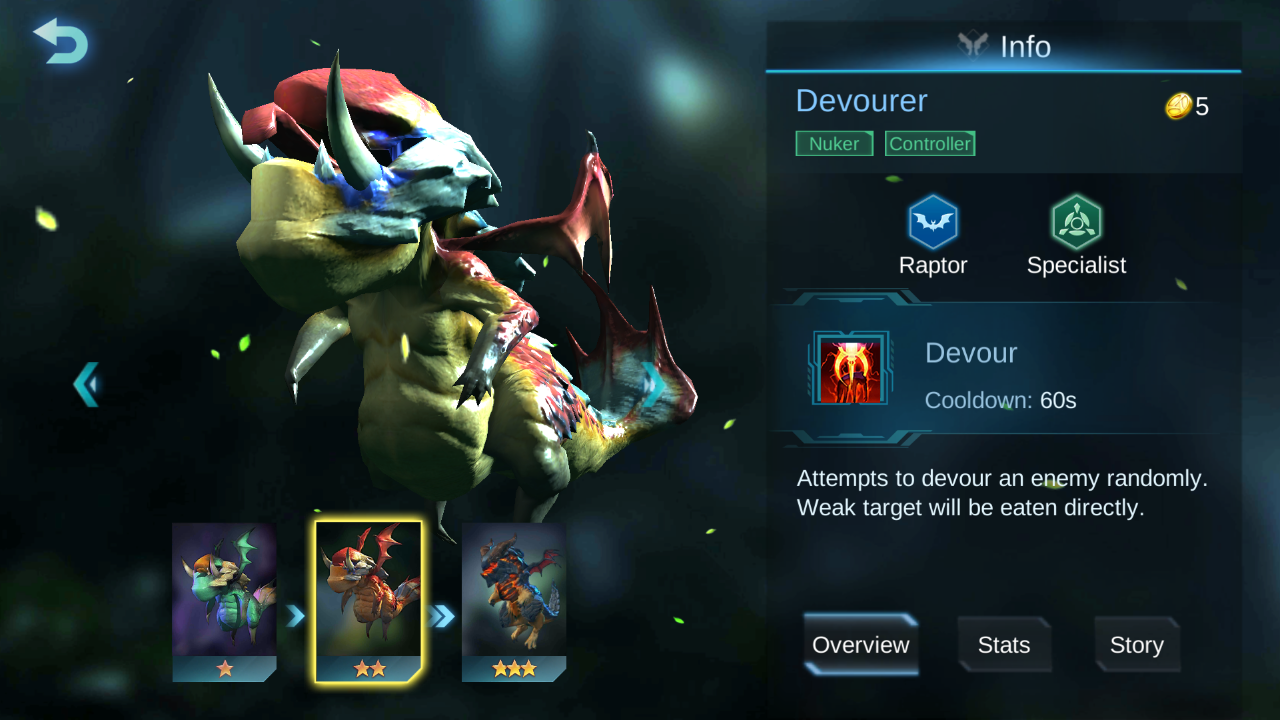 Info
Devourer
5
Nuker
Controller
Raptor
Specialist
Devour
Cooldown: 60s
Attempts to devour an enemy randomly.
Weak target will be eaten directly.
Overview
Stats
Story